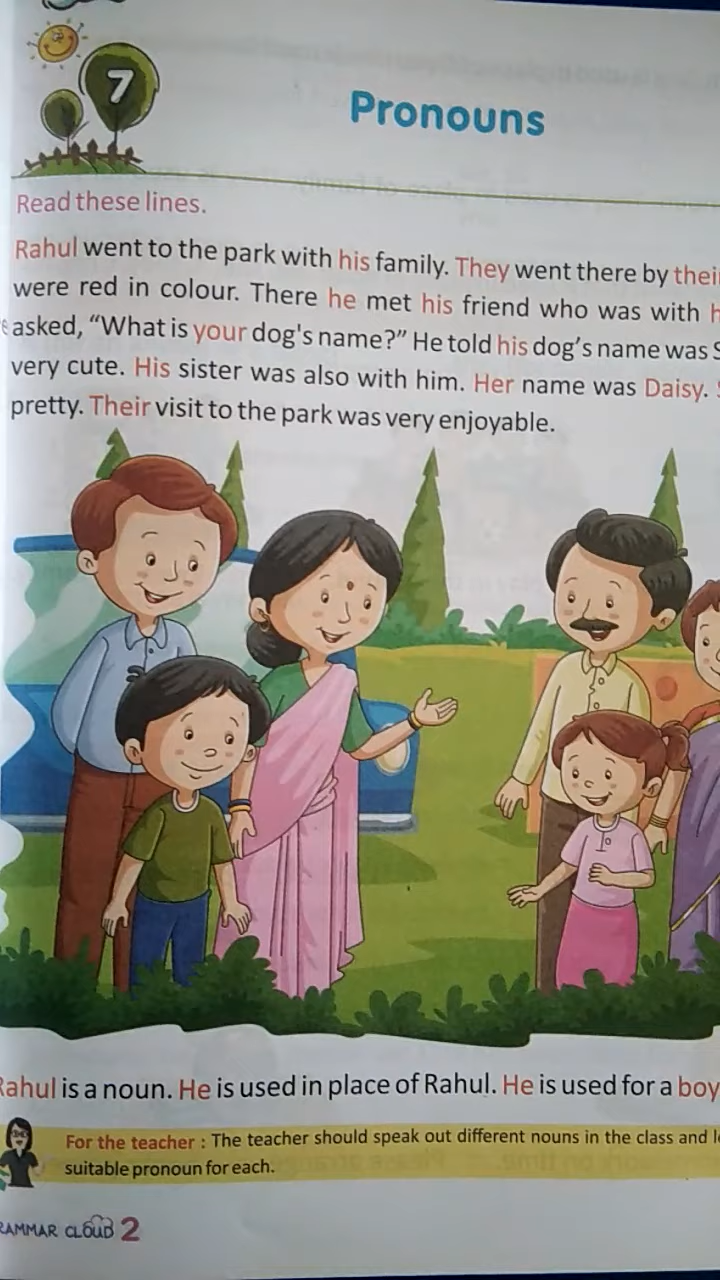 7
Pronouns
Read these lines.
Rahul went to the park with his family. They went there by
were red in colour. There he met his friend who was with
asked, “What is your dog's name?” He told his dog’s name was
very cute. His sister was also with him. Her name was Daisy.
pretty. Their visit to the park was very enjoyable.
Rahul is a noun. He is used in place of Rahul. He is used for a boy
For the teacher : The teacher should speak out different nouns in the class and
suitable pronoun for each.
GRAMMAR CLOUD 2